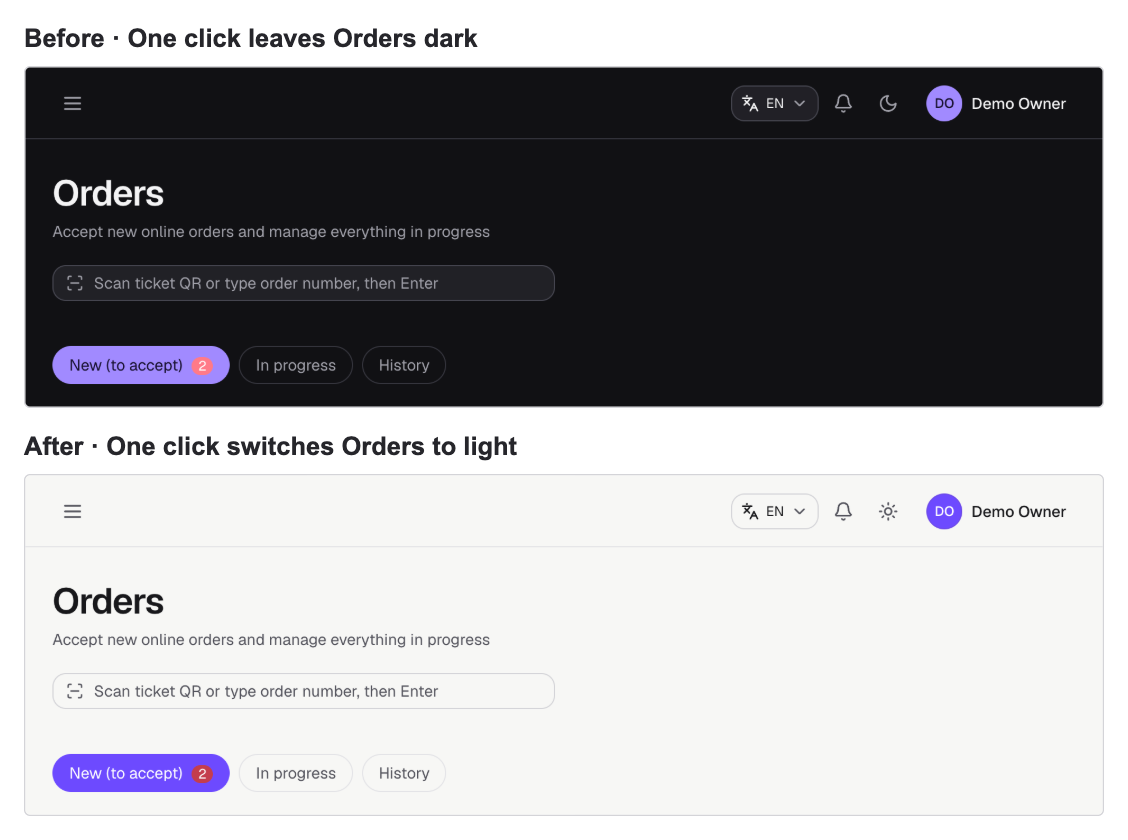 Before · One click leaves Orders dark
EN
DO Demo Owner
Orders
Accept new online orders and manage everything in progress
Scan ticket QR or type order number, then Enter
New (to accept) 2 In progress History
After · One click switches Orders to light
EN
DO Demo Owner
Orders
Accept new online orders and manage everything in progress
Scan ticket QR or type order number, then Enter
New (to accept) 2 In progress History